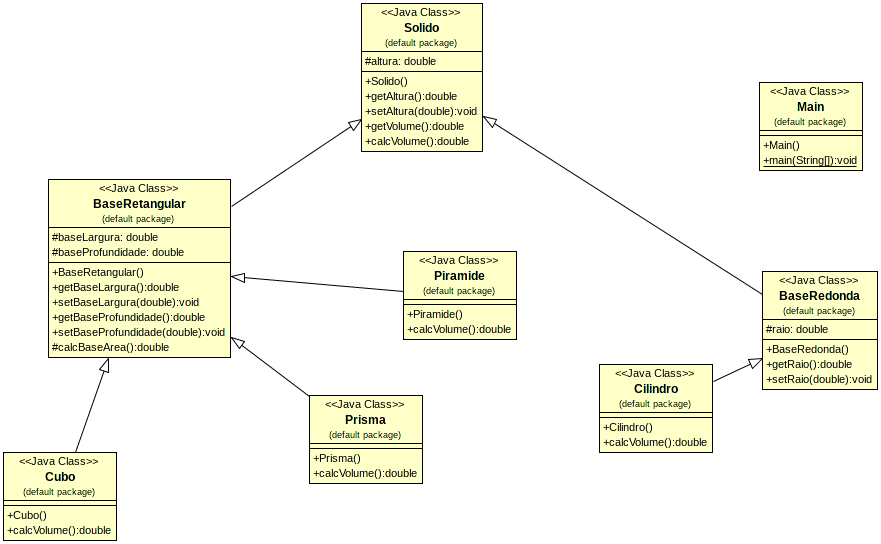 <<Java Class>>
Solido
(default package)
#altura: double
+Solido()
+getAltura():double
+setAltura(double):void
+getVolume():double
+calcVolume():double
<<Java Class>>
Main
(default package)
+Main()
+main(String[]):void
<<Java Class>>
BaseRetangular
(default package)
#baseLargura: double
#baseProfundidade: double
+BaseRetangular()
+getBaseLargura():double
+setBaseLargura(double):void
+getBaseProfundidade():double
+setBaseProfundidade(double):void
#calcBaseArea():double
<<Java Class>>
Piramide
(default package)
+Piramide()
+calcVolume():double
<<Java Class>>
BaseRedonda
(default package)
#raio: double
+BaseRedonda()
+getRaio():double
+setRaio(double):void
<<Java Class>>
Cilindro
(default package)
+Cilindro()
+calcVolume():double
<<Java Class>>
Prisma
(default package)
+Prisma()
+calcVolume():double
<<Java Class>>
Cubo
(default package)
+Cubo()
+calcVolume():double